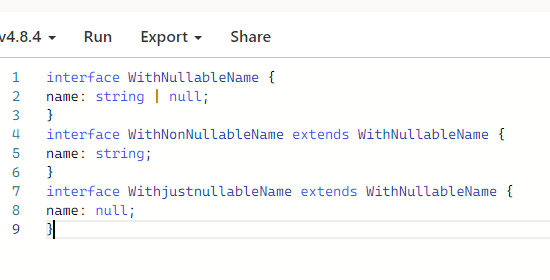 v4.8.4 Run Export Share
1 interface WithNullableName {
2 name: string | null;
3 }
4 interface WithNonNullableName extends WithNullableName {
5 name: string;
6 }
7 interface WithjustnullableName extends WithNullableName {
8 name: null;
9 }